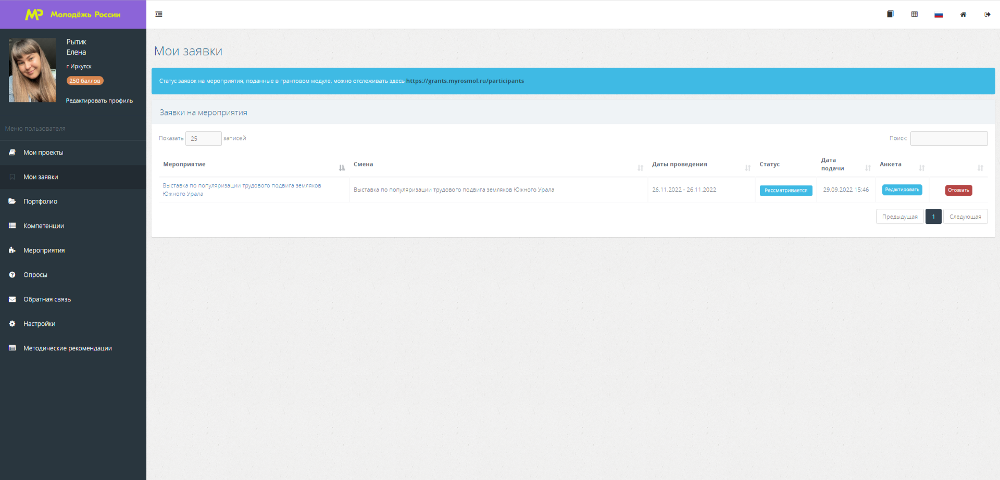 МР Молодёжь России
Рытик
Елена
г Иркутск
250 баллов
Редактировать профиль
Меню пользователя
Мои проекты
Мои заявки
Портфолио
Компетенции
Мероприятия
Опросы
Обратная связь
Настройки
Методические рекомендации
Мои заявки
Статус заявок на мероприятия, поданные в грантовом модуле, можно отслеживать здесь https://grants.myrosmol.ru/participants
Заявки на мероприятия
Показать 25 записей
Поиск:
Мероприятие
Смена
Даты проведения
Статус
Дата
подачи
Анкета
Выставка по популяризации трудового подвига земляков
Южного Урала
Выставка по популяризации трудового подвига земляков Южного Урала
26.11.2022 - 26.11.2022
Рассматривается
29.09.2022 15:46
Редактировать
Отозвать
Предыдущая 1 Следующая